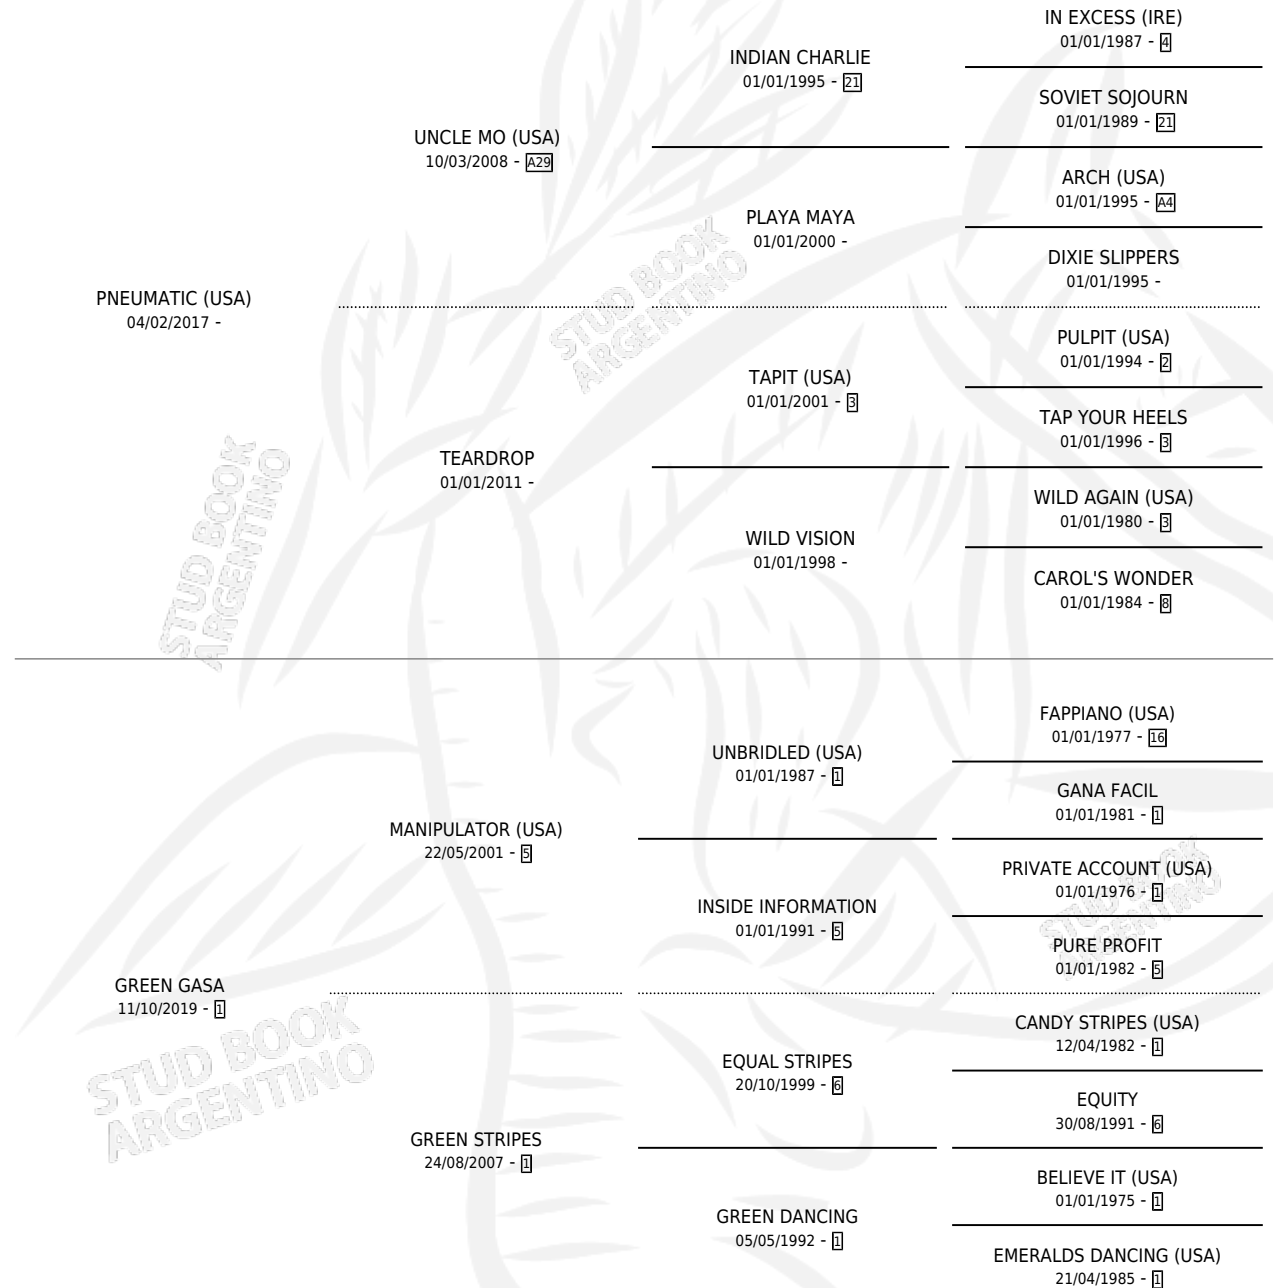 IN EXCESS (IRE)
01/01/1987 - 4
INDIAN CHARLIE
01/01/1995 - 21
SOVIET SOJOURN
01/01/1989 - 21
UNCLE MO (USA)
10/03/2008 - A29
ARCH (USA)
01/01/1995 - A4
PLAYA MAYA
01/01/2000 -
DIXIE SLIPPERS
01/01/1995 -
PNEUMATIC (USA)
04/02/2017 -
PULPIT (USA)
01/01/1994 - 2
TAPIT (USA)
01/01/2001 - 3
TAP YOUR HEELS
01/01/1996 - 3
TEARDROP
01/01/2011 -
WILD AGAIN (USA)
01/01/1980 - 3
WILD VISION
01/01/1998 -
CAROL'S WONDER
01/01/1984 - 8
FAPPIANO (USA)
01/01/1977 - 16
UNBRIDLED (USA)
01/01/1987 - 1
GANA FACIL
01/01/1981 - 1
MANIPULATOR (USA)
22/05/2001 - 5
PRIVATE ACCOUNT (USA)
01/01/1976 - 1
INSIDE INFORMATION
01/01/1991 - 5
PURE PROFIT
01/01/1982 - 5
GREEN GASA
11/10/2019 - 1
CANDY STRIPES (USA)
12/04/1982 - 1
EQUAL STRIPES
20/10/1999 - 6
EQUITY
30/08/1991 - 6
GREEN STRIPES
24/08/2007 - 1
BELIEVE IT (USA)
01/01/1975 - 1
GREEN DANCING
05/05/1992 - 1
EMERALDS DANCING (USA)
21/04/1985 - 1
STUD BOOK
ARGENTINO
STUD BOOK
ARGENTINO
STUD BOOK
ARGENTINO
STUD BOOK
ARGENTINO